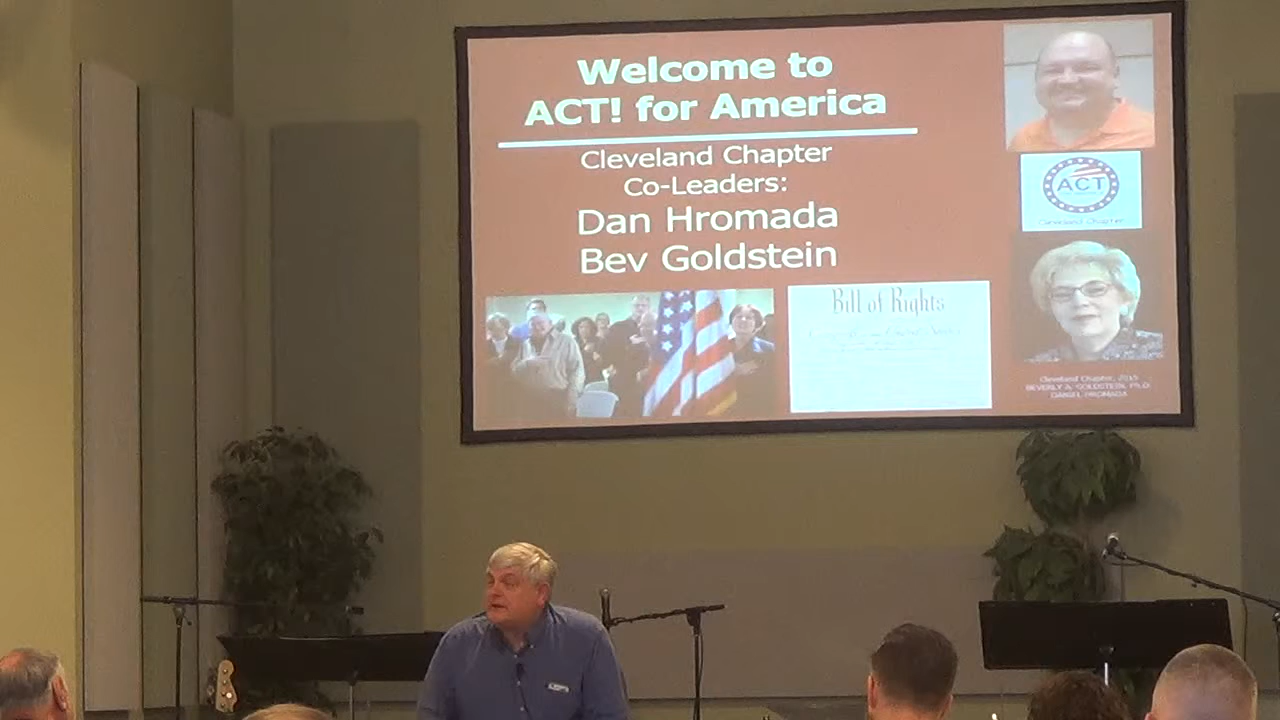 Welcome to
ACT! for America
Cleveland Chapter
Co-Leaders:
Dan Hromada
Bev Goldstein
ACT
Cleveland Chapter
Bill of Rights
Cleveland Chapter, 2015
BEVERLY A. GOLDSTEIN, Ph.D.
DANIEL HROMADA